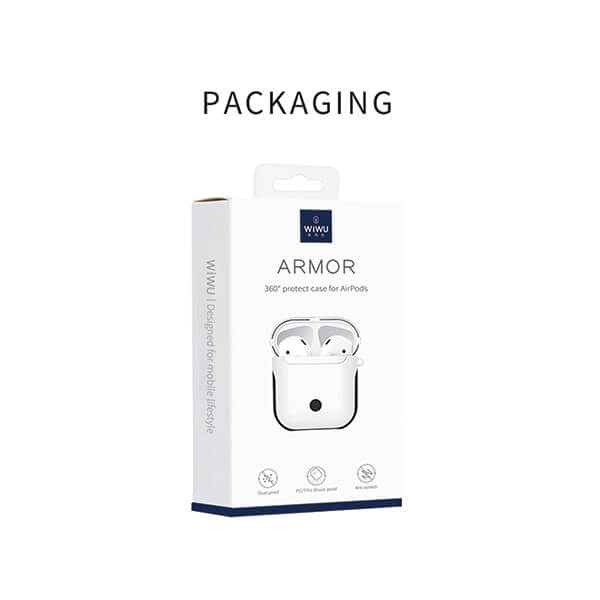 PACKAGING
WiWU
ARMOR
360° protect case for AirPods
WiWU | Designed for mobile lifestyle
Dust proof
PC/TPU Shock proof
Anti-scratch